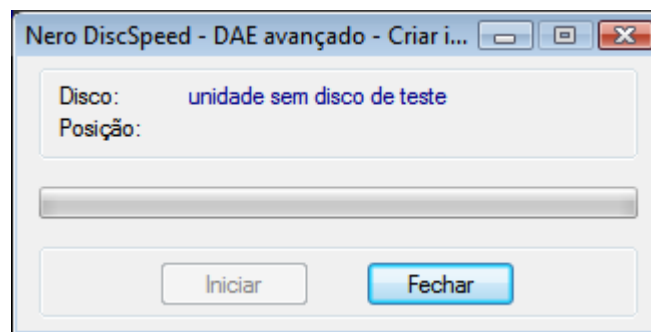 Nero DiscSpeed - DAE avançado - Criar i...
Disco: unidade sem disco de teste
Posição:
Iniciar
Fechar